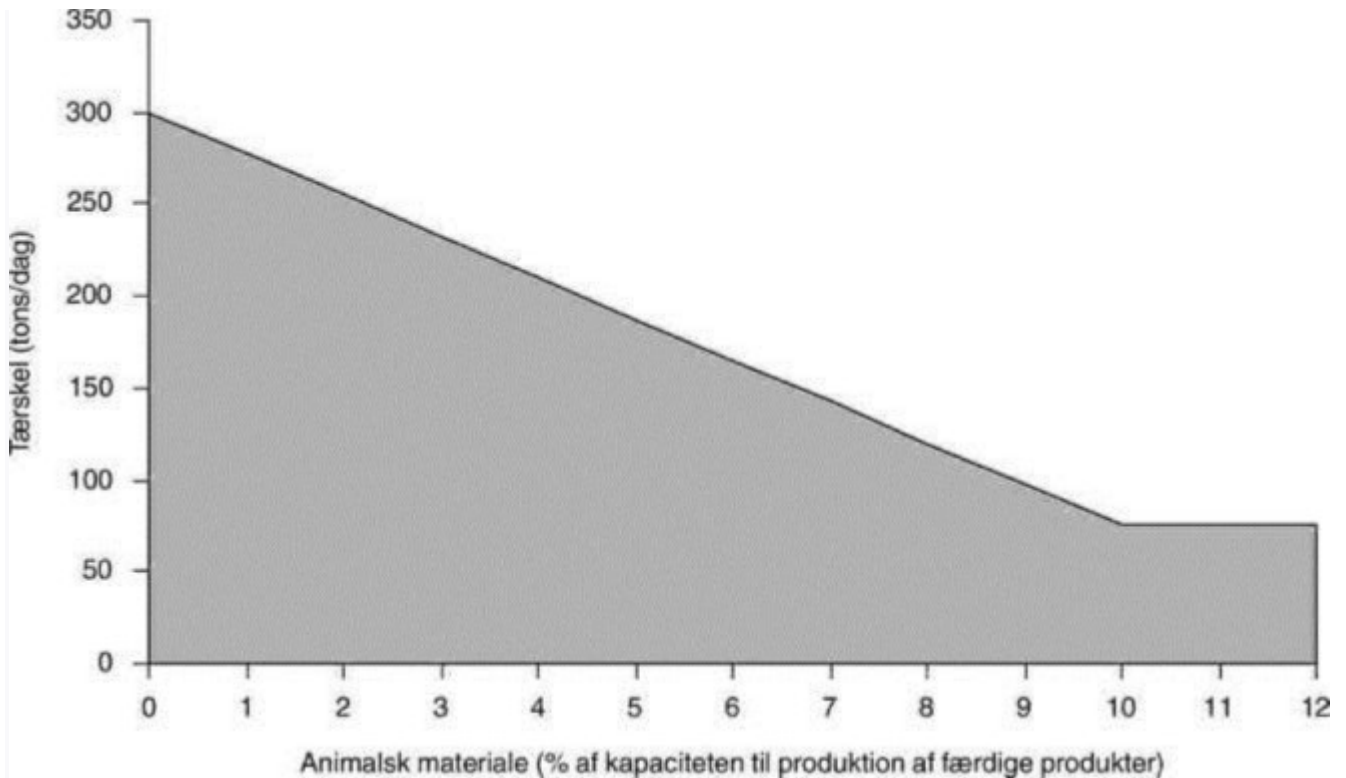 350
300
250
200
150
100
50
0
Tærskel (tons/dag)
0 1 2 3 4 5 6 7 8 9 10 11 12
Animalsk materiale (% af kapaciteten til produktion af færdige produkter)